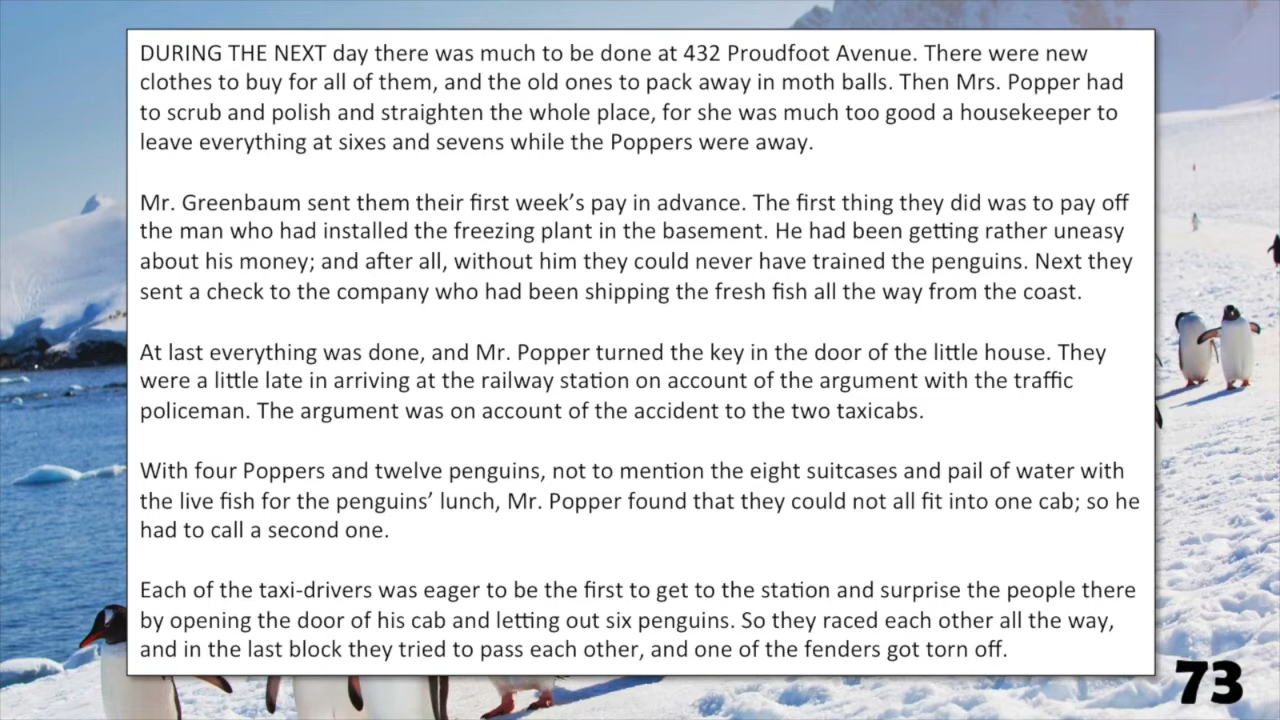 DURING THE NEXT day there was much to be done at 432 Proudfoot Avenue. There were new
clothes to buy for all of them, and the old ones to pack away in moth balls. Then Mrs. Popper had
to scrub and polish and straighten the whole place, for she was much too good a housekeeper to
leave everything at sixes and sevens while the Poppers were away.
Mr. Greenbaum sent them their first week’s pay in advance. The first thing they did was to pay off
the man who had installed the freezing plant in the basement. He had been getting rather uneasy
about his money; and after all, without him they could never have trained the penguins. Next they
sent a check to the company who had been shipping the fresh fish all the way from the coast.
At last everything was done, and Mr. Popper turned the key in the door of the little house. They
were a little late in arriving at the railway station on account of the argument with the traffic
policeman. The argument was on account of the accident to the two taxicabs.
With four Poppers and twelve penguins, not to mention the eight suitcases and pail of water with
the live fish for the penguins’ lunch, Mr. Popper found that they could not all fit into one cab; so he
had to call a second one.
Each of the taxi-drivers was eager to be the first to get to the station and surprise the people there
by opening the door of his cab and letting out six penguins. So they raced each other all the way,
and in the last block they tried to pass each other, and one of the fenders got torn off.
73